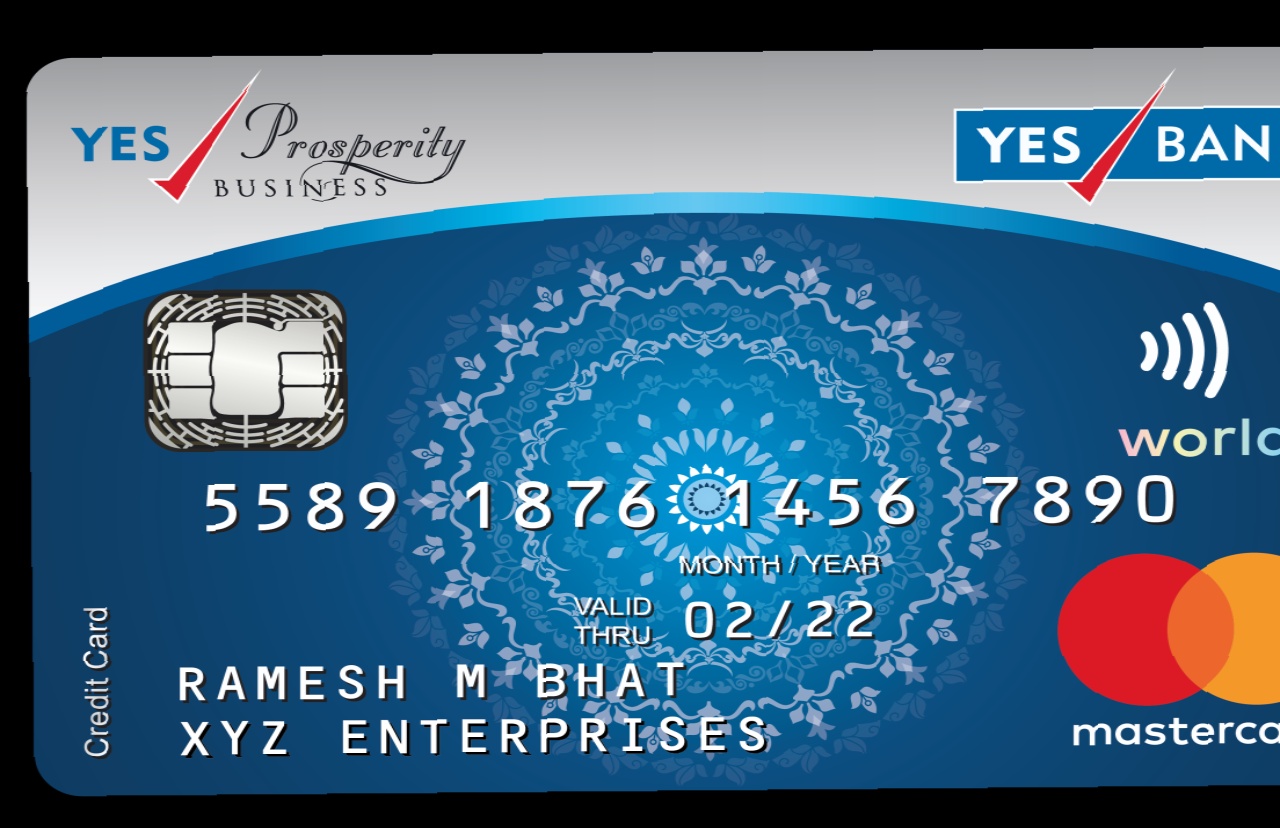 YES Prosperity
BUSINESS
YES BAN
worl
5589 1876 1456 7890
MONTH / YEAR
VALID
THRU
02/22
Credit Card
RAMESH M BHAT
XYZ ENTERPRISES
masterca